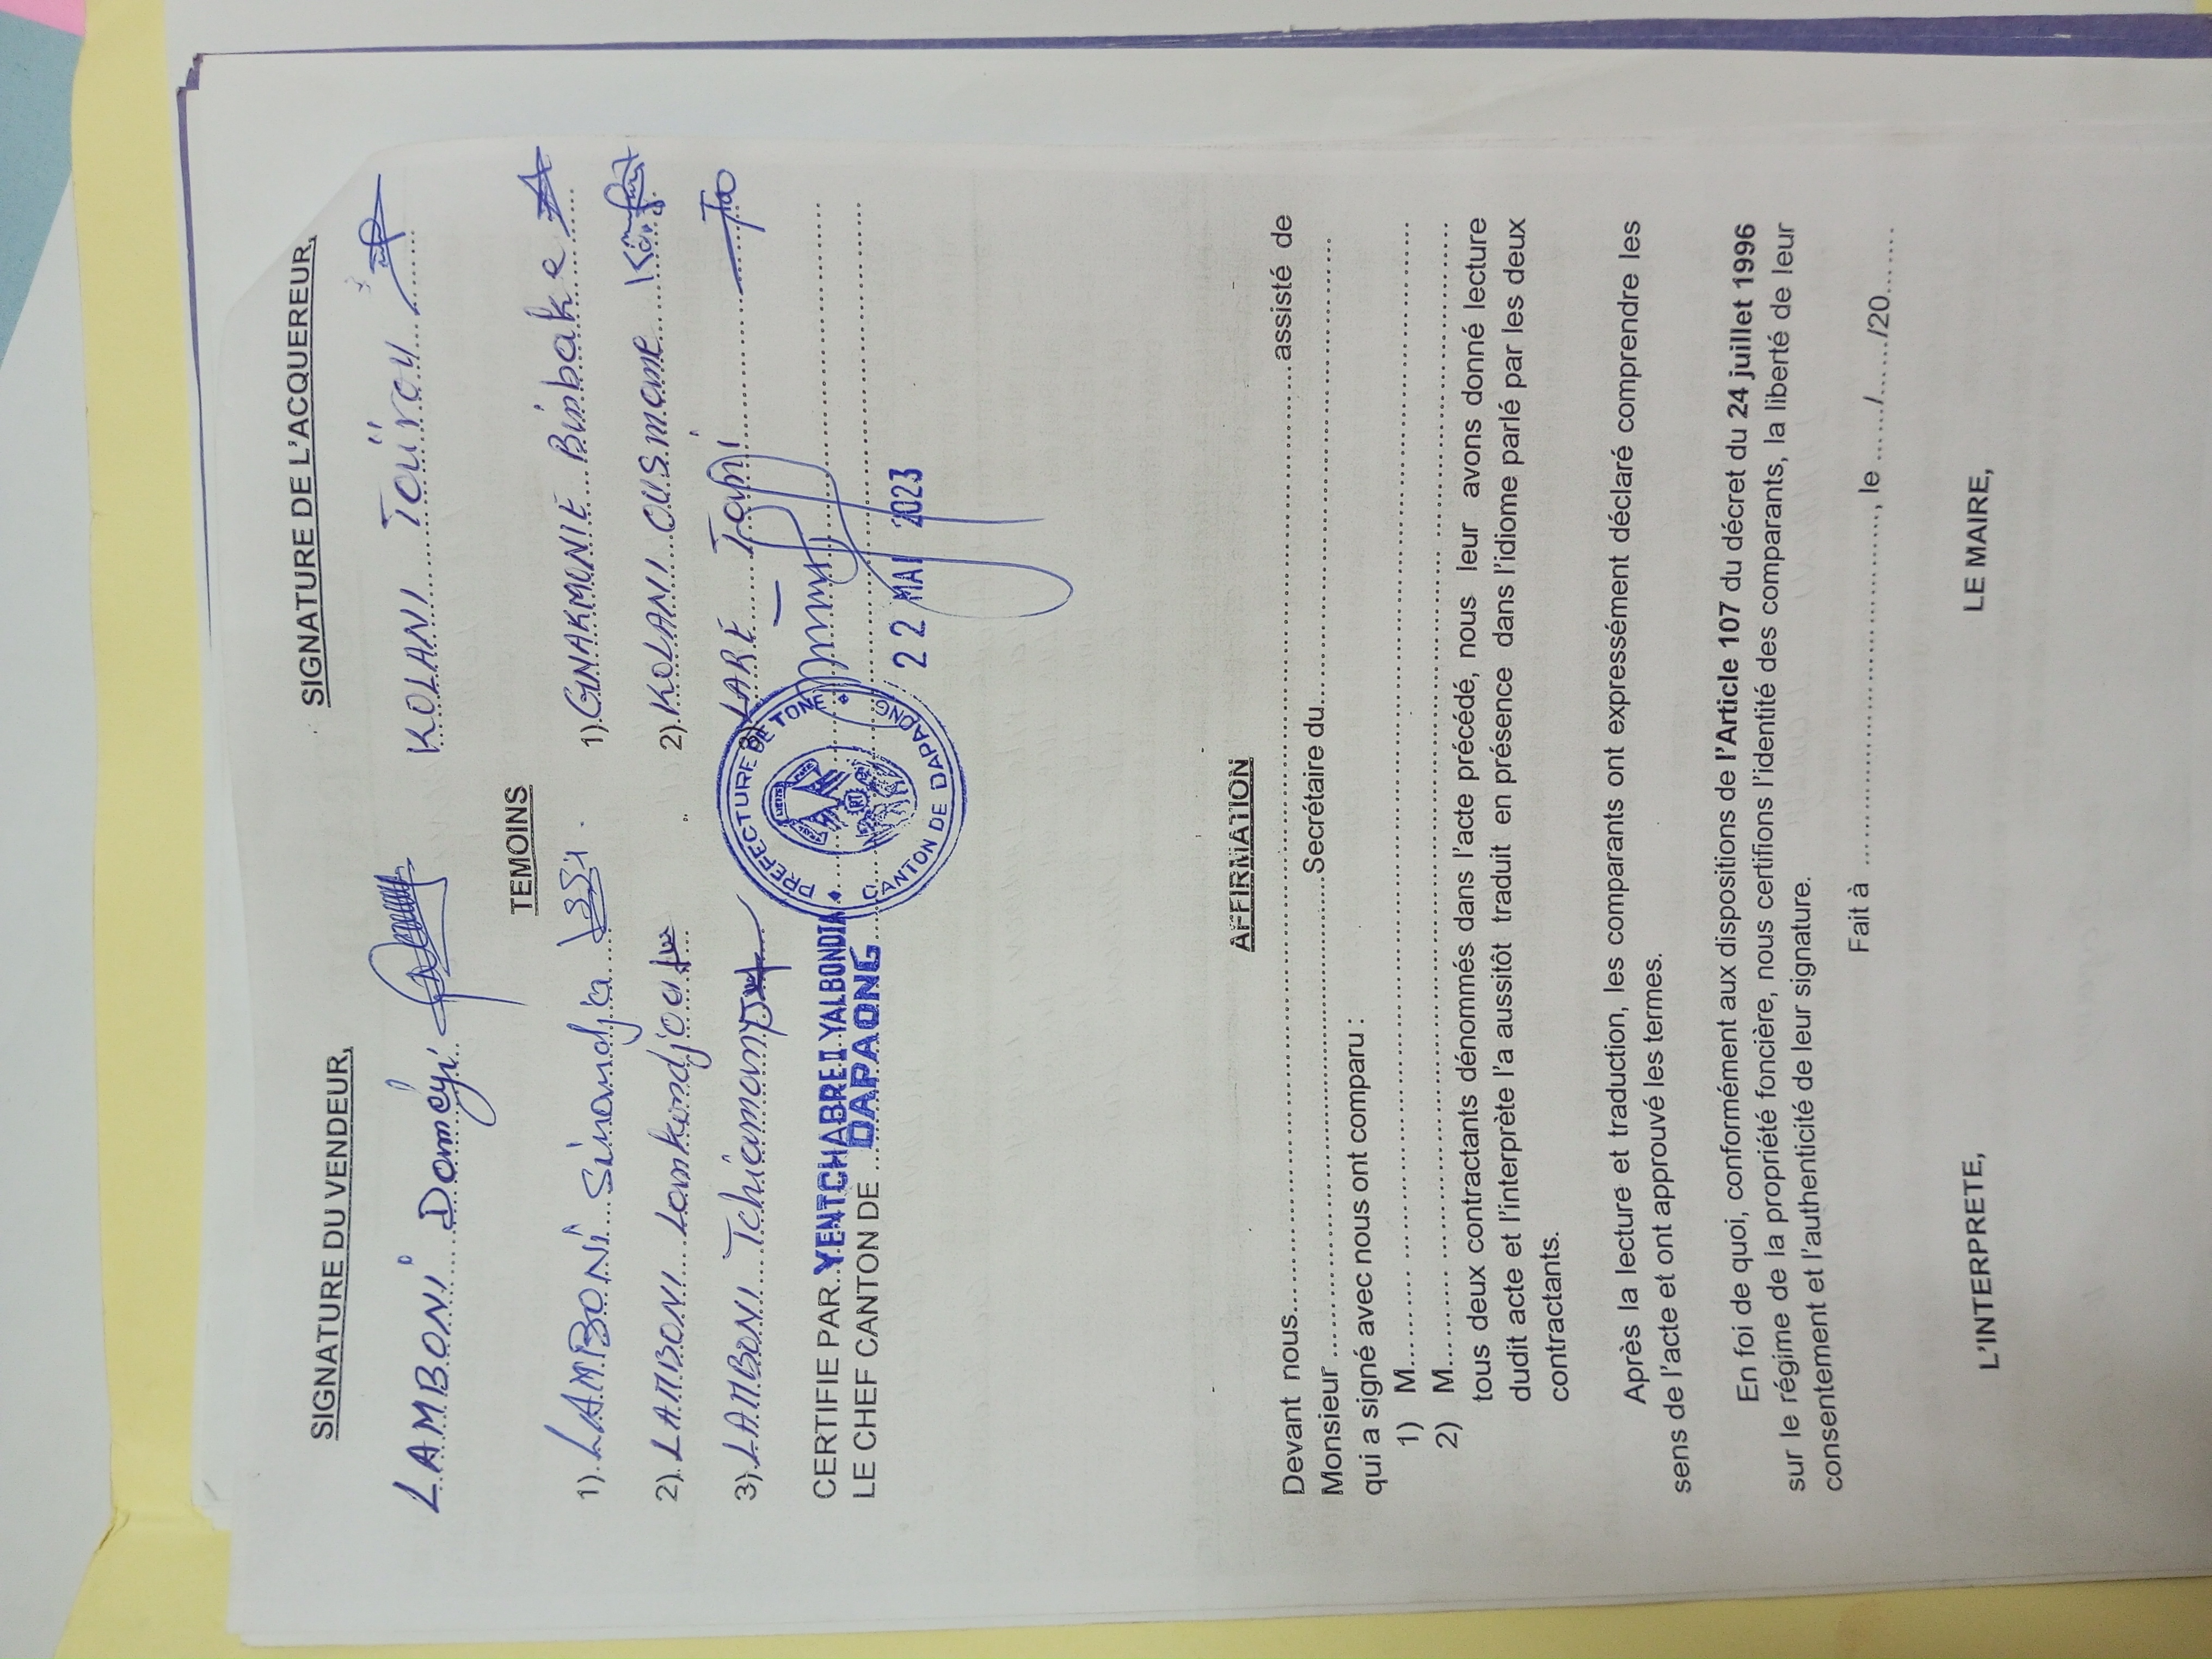 SIGNATURE DU VENDEUR, SIGNATURE DE L'ACQUEREUR,
LAMBONI Doméyi KOLANI Touïrou
TEMOINS
1) LAMBONI Sinandja 1) GNAKMONIE Binbake
2) LAMBONI Lankondjoa 2) KOLANI OUSmane
3) LAMBONI Tchiamany 3) LARE Tani
CERTIFIE PAR YENTCHABRE II YALBONDIA
LE CHEF CANTON DE DAPAONG
PREFECTURE DE TONE
CANTON DE DAPAONG
22 MAI 2023
AFFIRMATION
Devant nous..........assisté de
Monsieur..........Secrétaire du..........
qui a signé avec nous ont comparu :
1) M..........
2) M..........
tous deux contractants dénommés dans l'acte précédé, nous leur avons donné lecture
dudit acte et l'interprète l'a aussitôt traduit en présence dans l'idiome parlé par les deux
contractants.
Après la lecture et traduction, les comparants ont expressément déclaré comprendre les
sens de l'acte et ont approuvé les termes.
En foi de quoi, conformément aux dispositions de l'Article 107 du décret du 24 juillet 1996
sur le régime de la propriété foncière, nous certifions l'identité des comparants, la liberté de leur
consentement et l'authenticité de leur signature.
Fait à .........., le ....../....../20......
L'INTERPRETE, LE MAIRE,